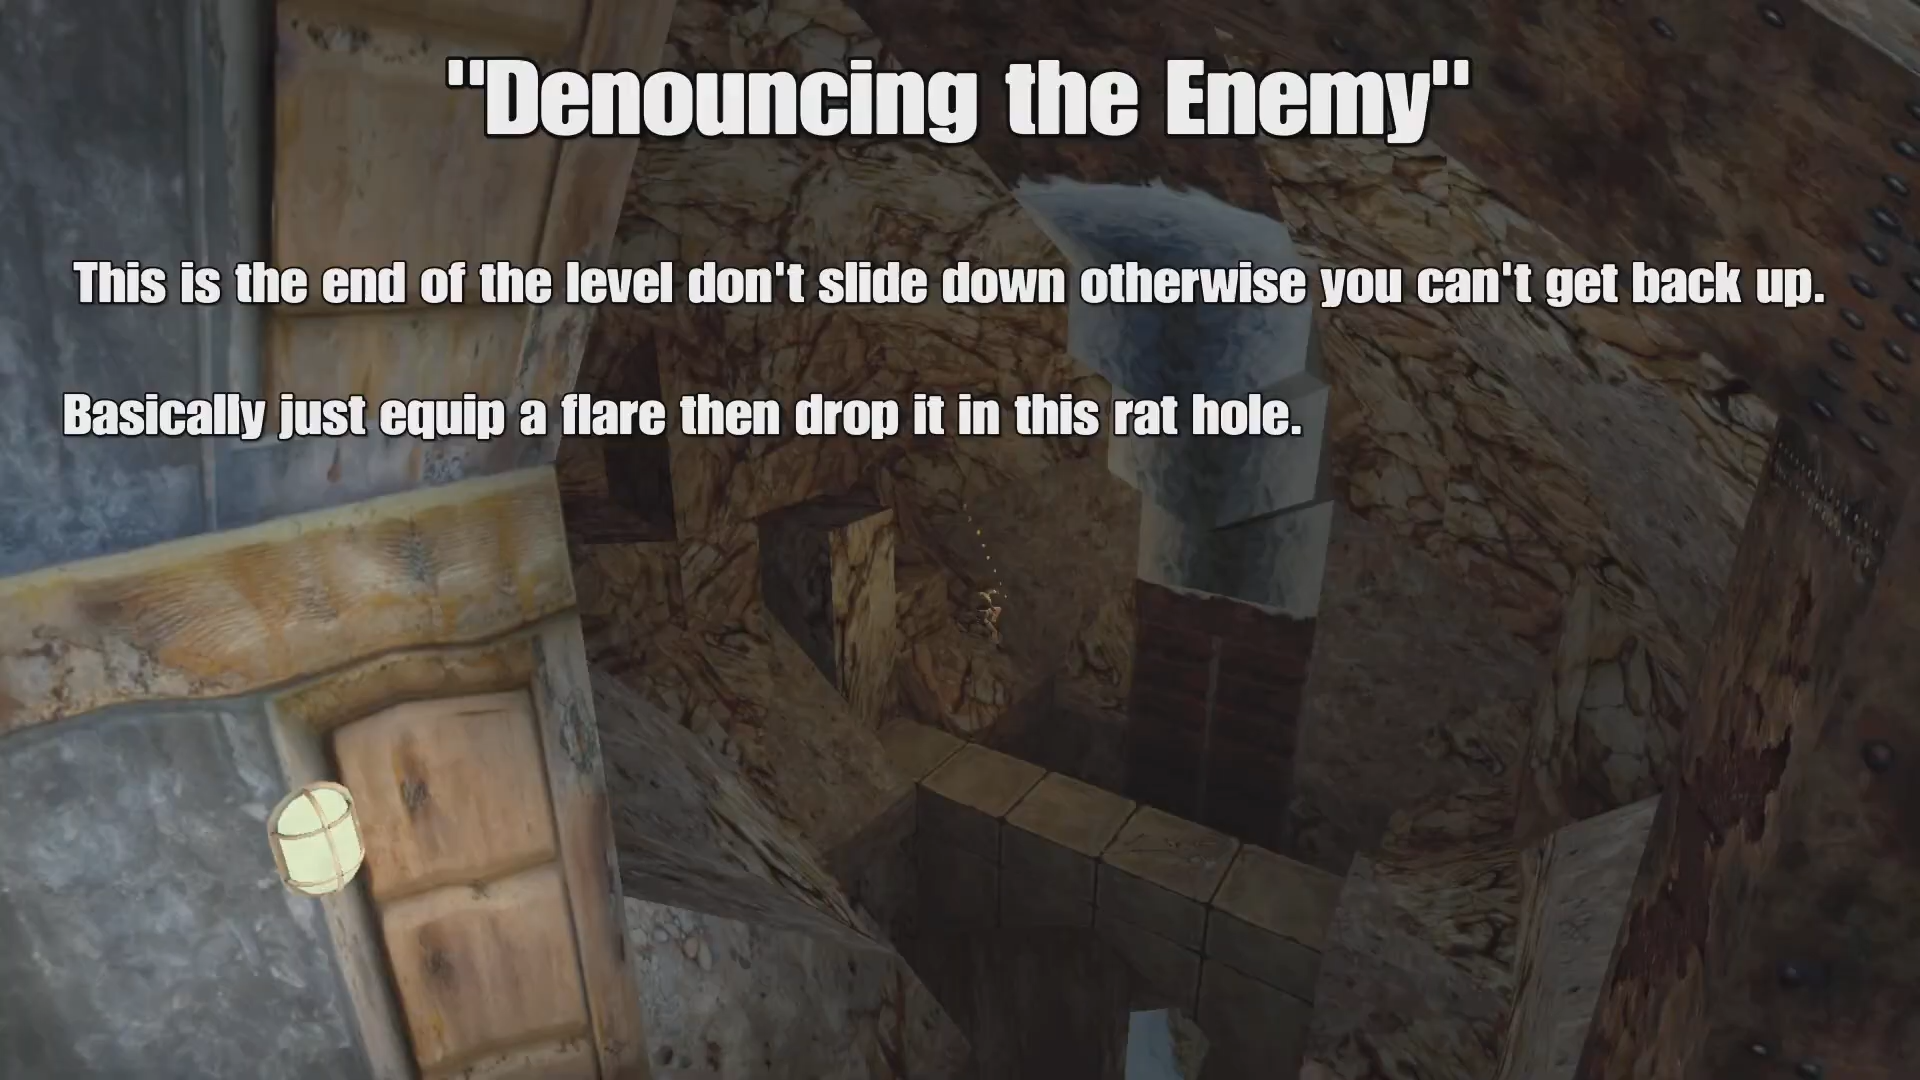 "Denouncing the Enemy"
This is the end of the level don't slide down otherwise you can't get back up.
Basically just equip a flare then drop it in this rat hole.